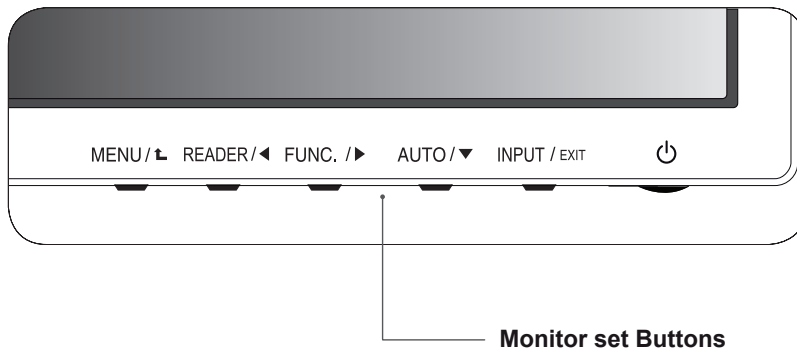 MENU / ⮤ READER / ◀ FUNC. / ▶ AUTO / ▼ INPUT / EXIT ⏻
Monitor set Buttons